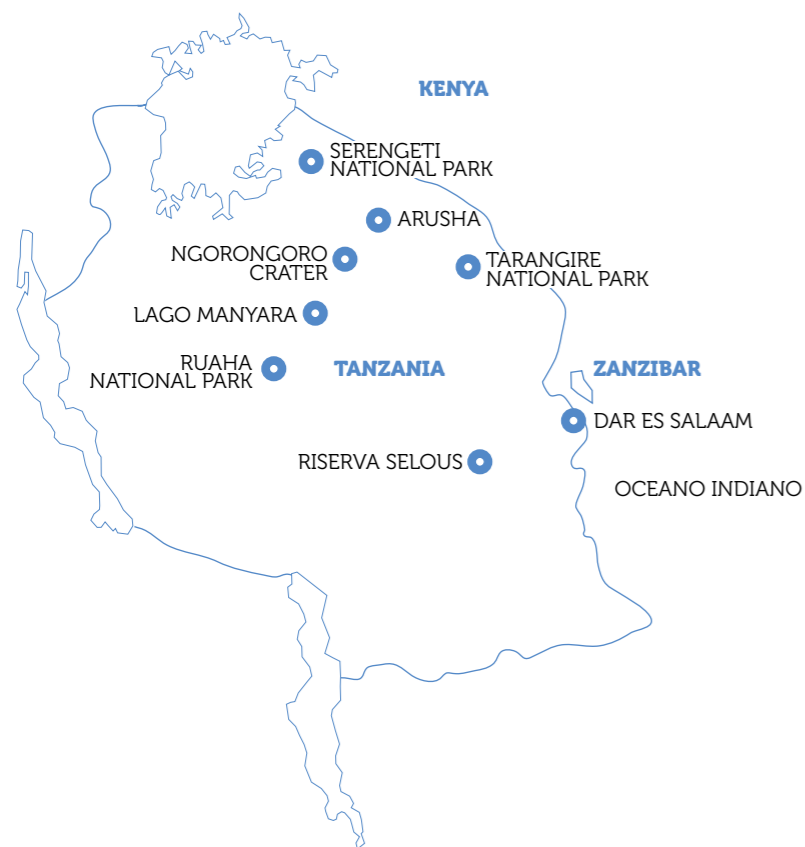 KENYA
SERENGETI
NATIONAL PARK
ARUSHA
NGORONGORO
CRATER
TARANGIRE
NATIONAL PARK
LAGO MANYARA
RUAHA
NATIONAL PARK
TANZANIA
ZANZIBAR
DAR ES SALAAM
RISERVA SELOUS
OCEANO INDIANO